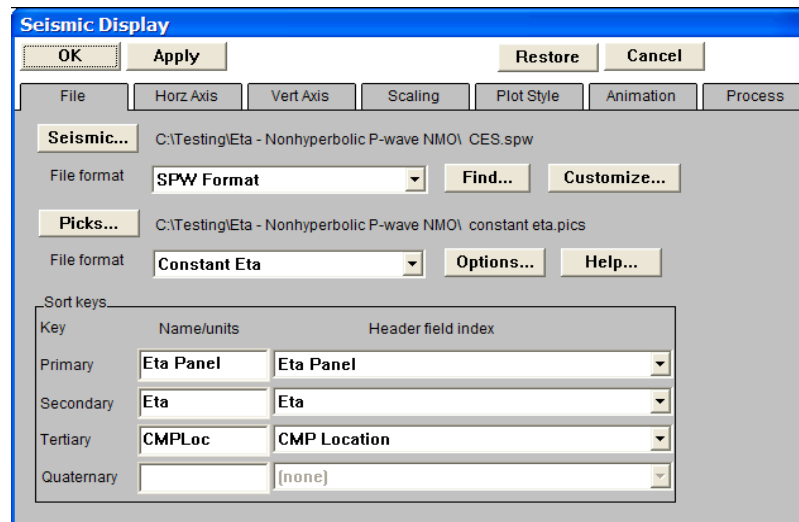 Seismic Display
OK Apply Restore Cancel
File Horz Axis Vert Axis Scaling Plot Style Animation Process
Seismic... C:\Testing\Eta - Nonhyperbolic P-wave NMO\ CES.spw
File format SPW Format Find... Customize...
Picks... C:\Testing\Eta - Nonhyperbolic P-wave NMO\ constant eta.pics
File format Constant Eta Options... Help...
Sort keys
Key Name/units Header field index
Primary Eta Panel Eta Panel
Secondary Eta Eta
Tertiary CMPLoc CMP Location
Quaternary (none)